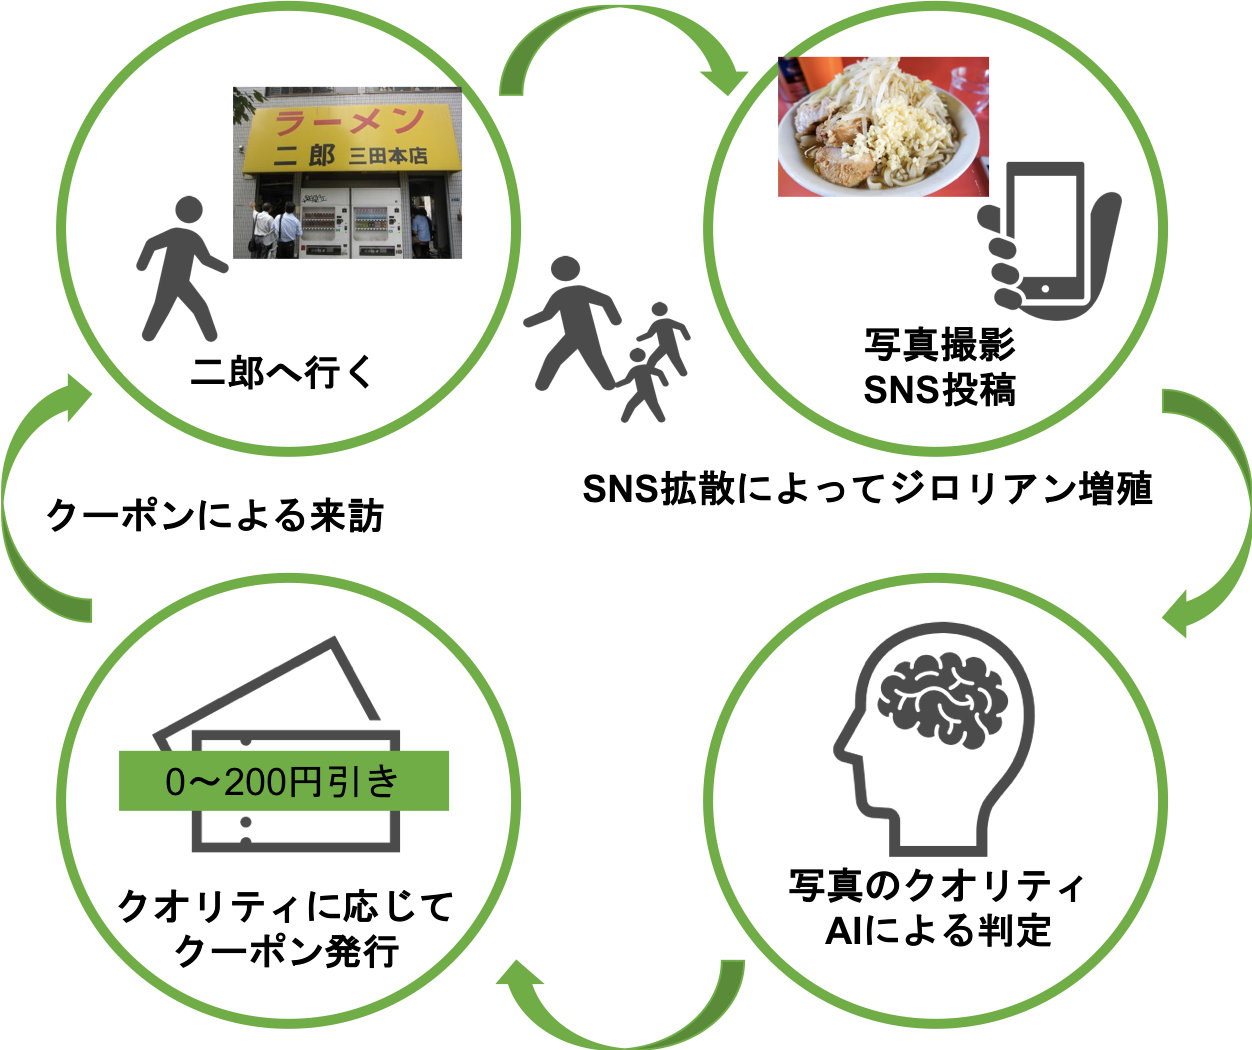 ラーメン
二郎 三田本店
二郎へ行く
写真撮影
SNS投稿
SNS拡散によってジロリアン増殖
クーポンによる来訪
0〜200円引き
クオリティに応じて
クーポン発行
写真のクオリティ
AIによる判定